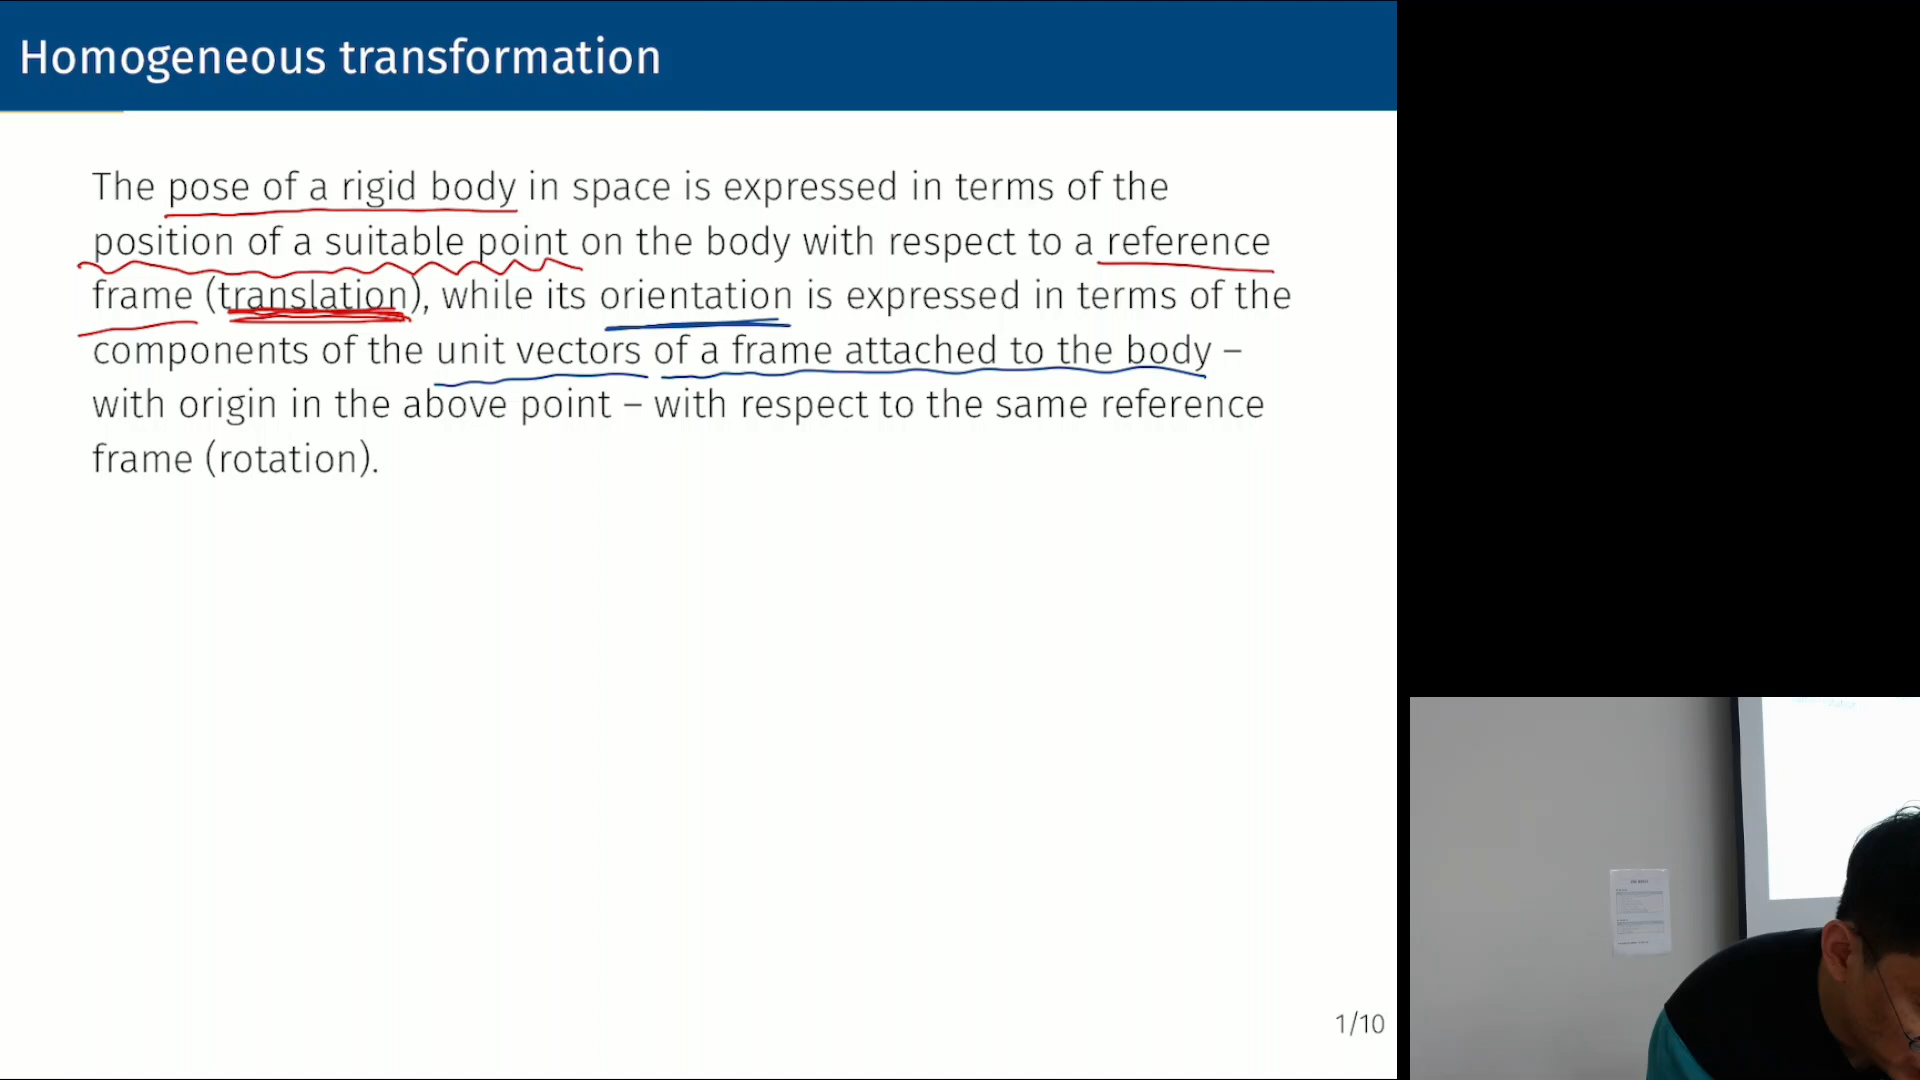 Homogeneous transformation
The pose of a rigid body in space is expressed in terms of the
position of a suitable point on the body with respect to a reference
frame (translation), while its orientation is expressed in terms of the
components of the unit vectors of a frame attached to the body –
with origin in the above point – with respect to the same reference
frame (rotation).
1/10